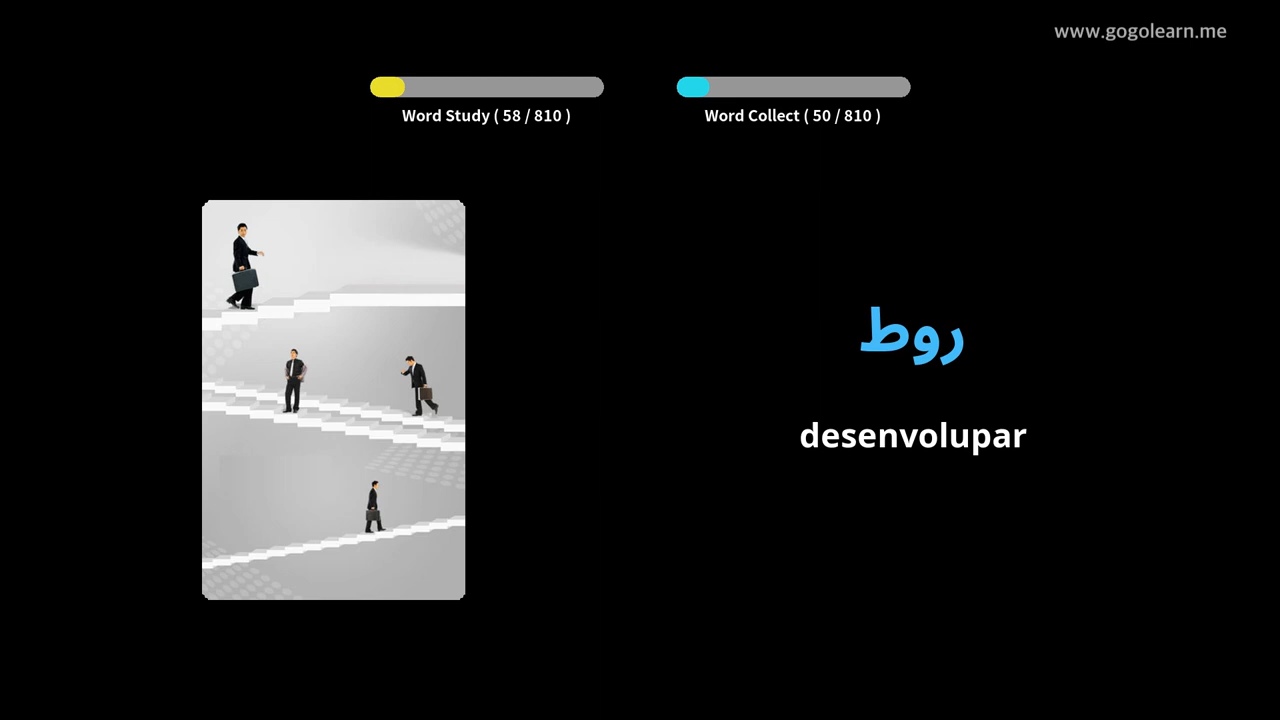 www.gogolearn.me
Word Study ( 58 / 810 )
Word Collect ( 50 / 810 )
روط
desenvolupar